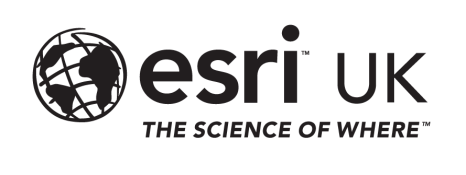 esri™ UK
THE SCIENCE OF WHERE™